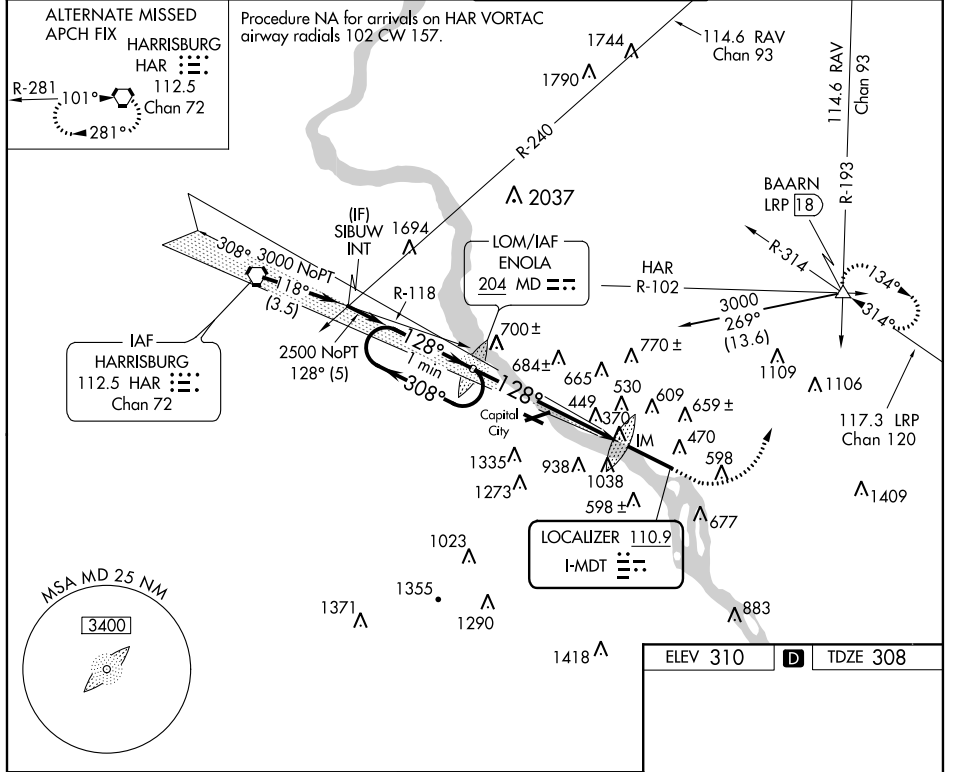 ALTERNATE MISSED
APCH FIX
HARRISBURG
HAR
112.5
Chan 72
R-281
101°
281°
Procedure NA for arrivals on HAR VORTAC
airway radials 102 CW 157.
1744
1790
114.6 RAV
Chan 93
114.6 RAV
Chan 93
R-240
R-193
2037
BAARN
LRP 18
(IF)
SIBUW
INT
1694
LOM/IAF
ENOLA
204 MD
R-314
HAR
R-102
134°
314°
3000
269°
(13.6)
308°
3000 NoPT
118°
(3.5)
R-118
IAF
HARRISBURG
112.5 HAR
Chan 72
2500 NoPT
128° (5)
128°
1 min
308°
128°
700 ±
684 ±
665
770 ±
1109
1106
530
449
370
609
659 ±
Capital
City
IM
470
598
117.3 LRP
Chan 120
1335
938
1038
1273
598 ±
677
1409
LOCALIZER 110.9
I-MDT
1023
1355
1290
1371
883
1418
MSA MD 25 NM
3400
ELEV 310
D
TDZE 308